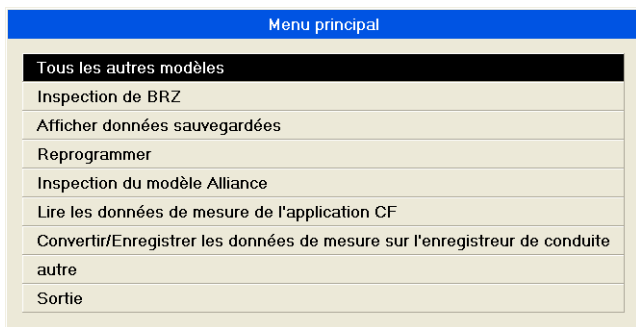 Menu principal
Tous les autres modèles
Inspection de BRZ
Afficher données sauvegardées
Reprogrammer
Inspection du modèle Alliance
Lire les données de mesure de l'application CF
Convertir/Enregistrer les données de mesure sur l'enregistreur de conduite
autre
Sortie